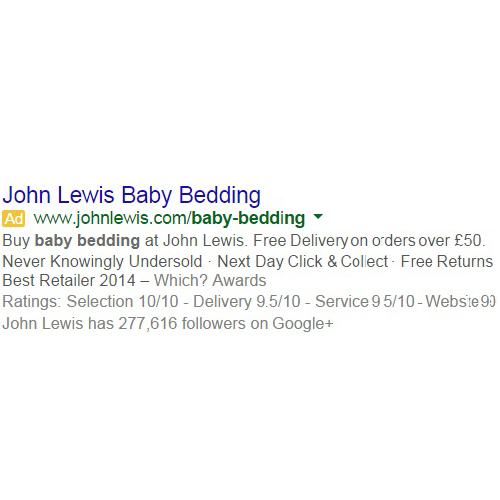 John Lewis Baby Bedding
Ad www.johnlewis.com/baby-bedding
Buy baby bedding at John Lewis. Free Delivery on orders over £50.
Never Knowingly Undersold · Next Day Click & Collect · Free Returns
Best Retailer 2014 – Which? Awards
Ratings: Selection 10/10 - Delivery 9.5/10 - Service 9 5/10 - Website
John Lewis has 277,616 followers on Google+